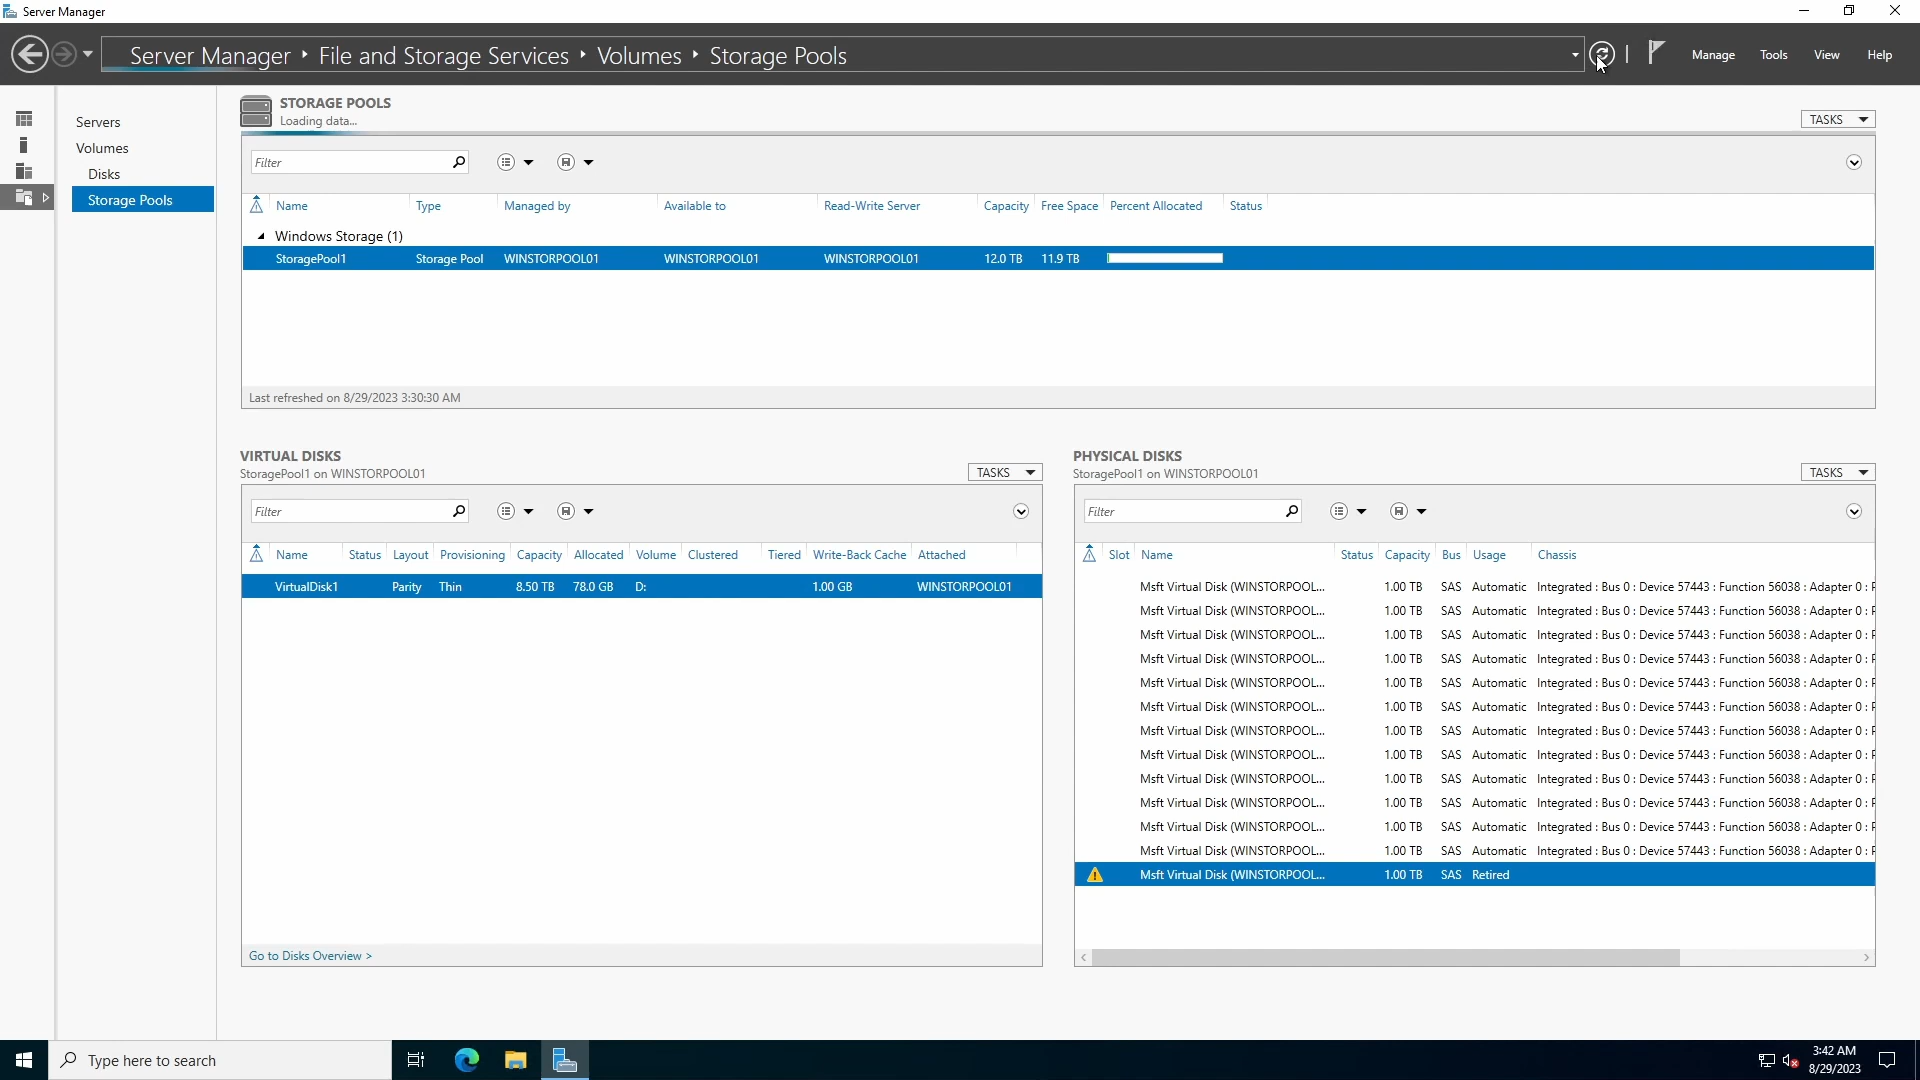 Server Manager
Server Manager ‣ File and Storage Services ‣ Volumes ‣ Storage Pools
Manage Tools View Help
Servers
Volumes
Disks
Storage Pools
STORAGE POOLS
Loading data...
TASKS
Filter
Name Type Managed by Available to Read-Write Server Capacity Free Space Percent Allocated Status
Windows Storage (1)
StoragePool1 Storage Pool WINSTORPOOL01 WINSTORPOOL01 WINSTORPOOL01 12.0 TB 11.9 TB
Last refreshed on 8/29/2023 3:30:30 AM
VIRTUAL DISKS
StoragePool1 on WINSTORPOOL01
TASKS
Filter
Name Status Layout Provisioning Capacity Allocated Volume Clustered Tiered Write-Back Cache Attached
VirtualDisk1 Parity Thin 8.50 TB 78.0 GB D: 1.00 GB WINSTORPOOL01
Go to Disks Overview >
PHYSICAL DISKS
StoragePool1 on WINSTORPOOL01
TASKS
Filter
Slot Name Status Capacity Bus Usage Chassis
Msft Virtual Disk (WINSTORPOOL... 1.00 TB SAS Automatic Integrated : Bus 0 : Device 57443 : Function 56038 : Adapter 0 :
Msft Virtual Disk (WINSTORPOOL... 1.00 TB SAS Automatic Integrated : Bus 0 : Device 57443 : Function 56038 : Adapter 0 :
Msft Virtual Disk (WINSTORPOOL... 1.00 TB SAS Automatic Integrated : Bus 0 : Device 57443 : Function 56038 : Adapter 0 :
Msft Virtual Disk (WINSTORPOOL... 1.00 TB SAS Automatic Integrated : Bus 0 : Device 57443 : Function 56038 : Adapter 0 :
Msft Virtual Disk (WINSTORPOOL... 1.00 TB SAS Automatic Integrated : Bus 0 : Device 57443 : Function 56038 : Adapter 0 :
Msft Virtual Disk (WINSTORPOOL... 1.00 TB SAS Automatic Integrated : Bus 0 : Device 57443 : Function 56038 : Adapter 0 :
Msft Virtual Disk (WINSTORPOOL... 1.00 TB SAS Automatic Integrated : Bus 0 : Device 57443 : Function 56038 : Adapter 0 :
Msft Virtual Disk (WINSTORPOOL... 1.00 TB SAS Automatic Integrated : Bus 0 : Device 57443 : Function 56038 : Adapter 0 :
Msft Virtual Disk (WINSTORPOOL... 1.00 TB SAS Automatic Integrated : Bus 0 : Device 57443 : Function 56038 : Adapter 0 :
Msft Virtual Disk (WINSTORPOOL... 1.00 TB SAS Automatic Integrated : Bus 0 : Device 57443 : Function 56038 : Adapter 0 :
Msft Virtual Disk (WINSTORPOOL... 1.00 TB SAS Automatic Integrated : Bus 0 : Device 57443 : Function 56038 : Adapter 0 :
Msft Virtual Disk (WINSTORPOOL... 1.00 TB SAS Automatic Integrated : Bus 0 : Device 57443 : Function 56038 : Adapter 0 :
Msft Virtual Disk (WINSTORPOOL... 1.00 TB SAS Retired
Type here to search
3:42 AM
8/29/2023